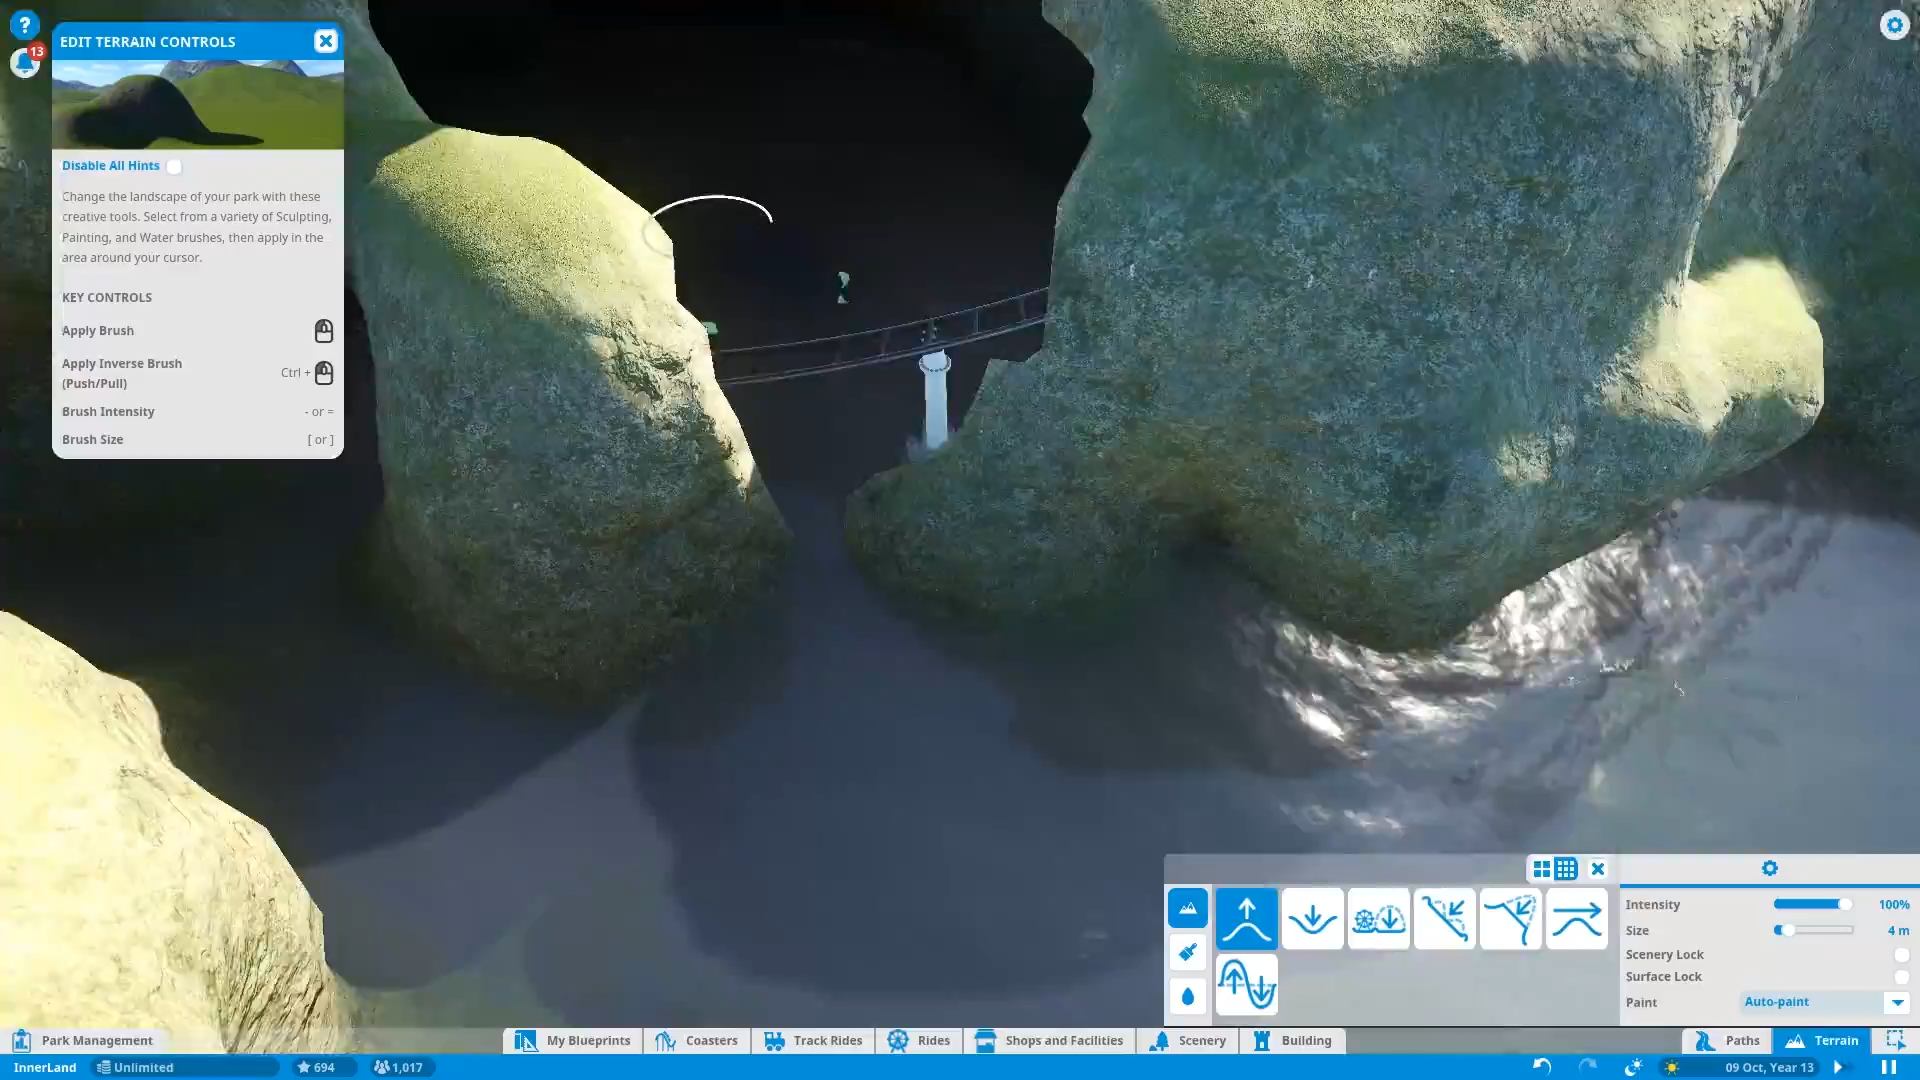 ?
13
EDIT TERRAIN CONTROLS
Disable All Hints
Change the landscape of your park with these
creative tools. Select from a variety of Sculpting,
Painting, and Water brushes, then apply in the
area around your cursor.
KEY CONTROLS
Apply Brush
Apply Inverse Brush
(Push/Pull)
Ctrl +
Brush Intensity - or =
Brush Size [ or ]
Intensity 100%
Size 4 m
Scenery Lock
Surface Lock
Paint Auto-paint
Park Management
My Blueprints
Coasters
Track Rides
Rides
Shops and Facilities
Scenery
Building
Paths
Terrain
InnerLand
Unlimited
694
1,017
09 Oct, Year 13